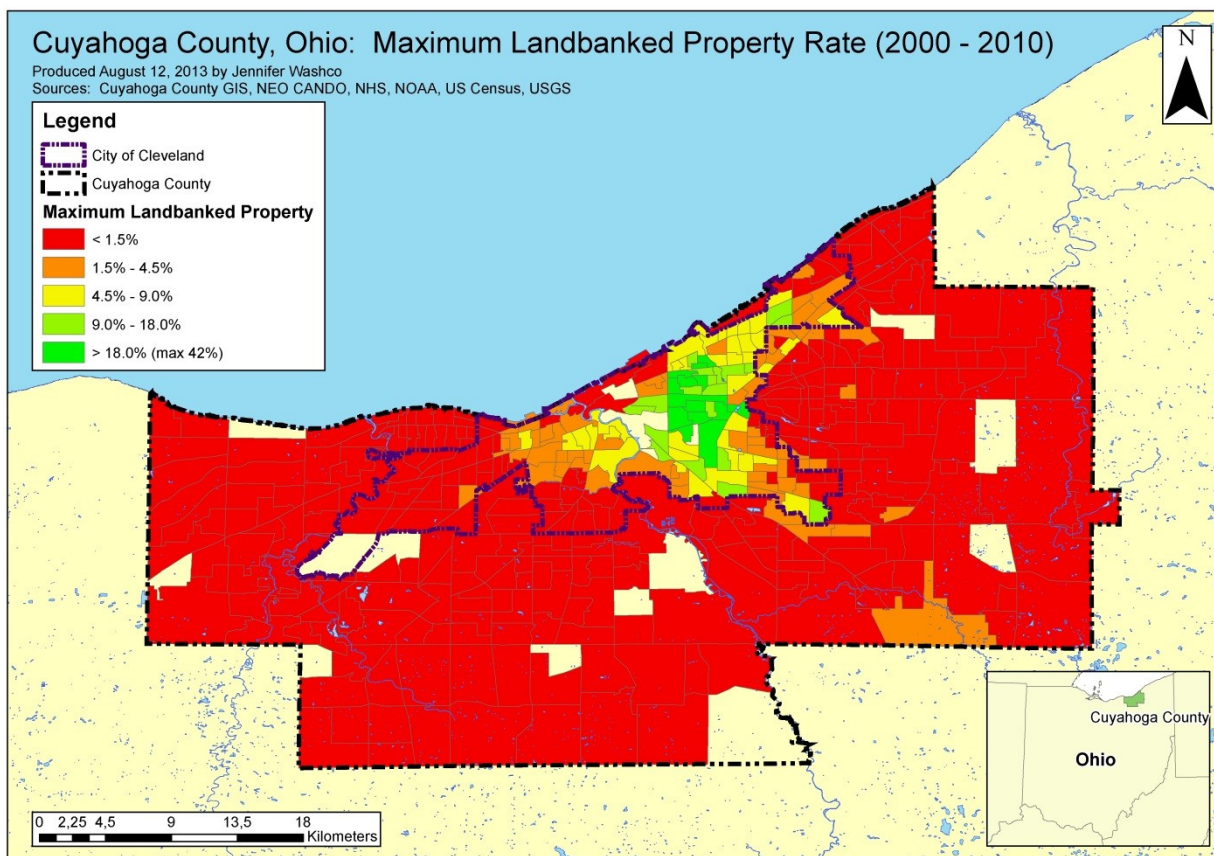 Cuyahoga County, Ohio: Maximum Landbanked Property Rate (2000 - 2010)
Produced August 12, 2013 by Jennifer Washco
Sources: Cuyahoga County GIS, NEO CANDO, NHS, NOAA, US Census, USGS
N
Legend
City of Cleveland
Cuyahoga County
Maximum Landbanked Property
< 1.5%
1.5% - 4.5%
4.5% - 9.0%
9.0% - 18.0%
> 18.0% (max 42%)
Cuyahoga County
Ohio
0 2,25 4,5 9 13,5 18
Kilometers